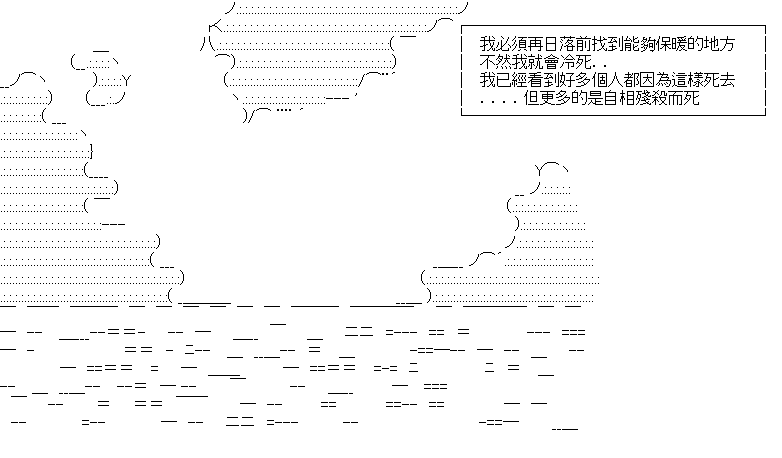 我必須再日落前找到能夠保暖的地方
不然我就會冷死..
我已經看到好多個人都因為這樣死去
....但更多的是自相殘殺而死